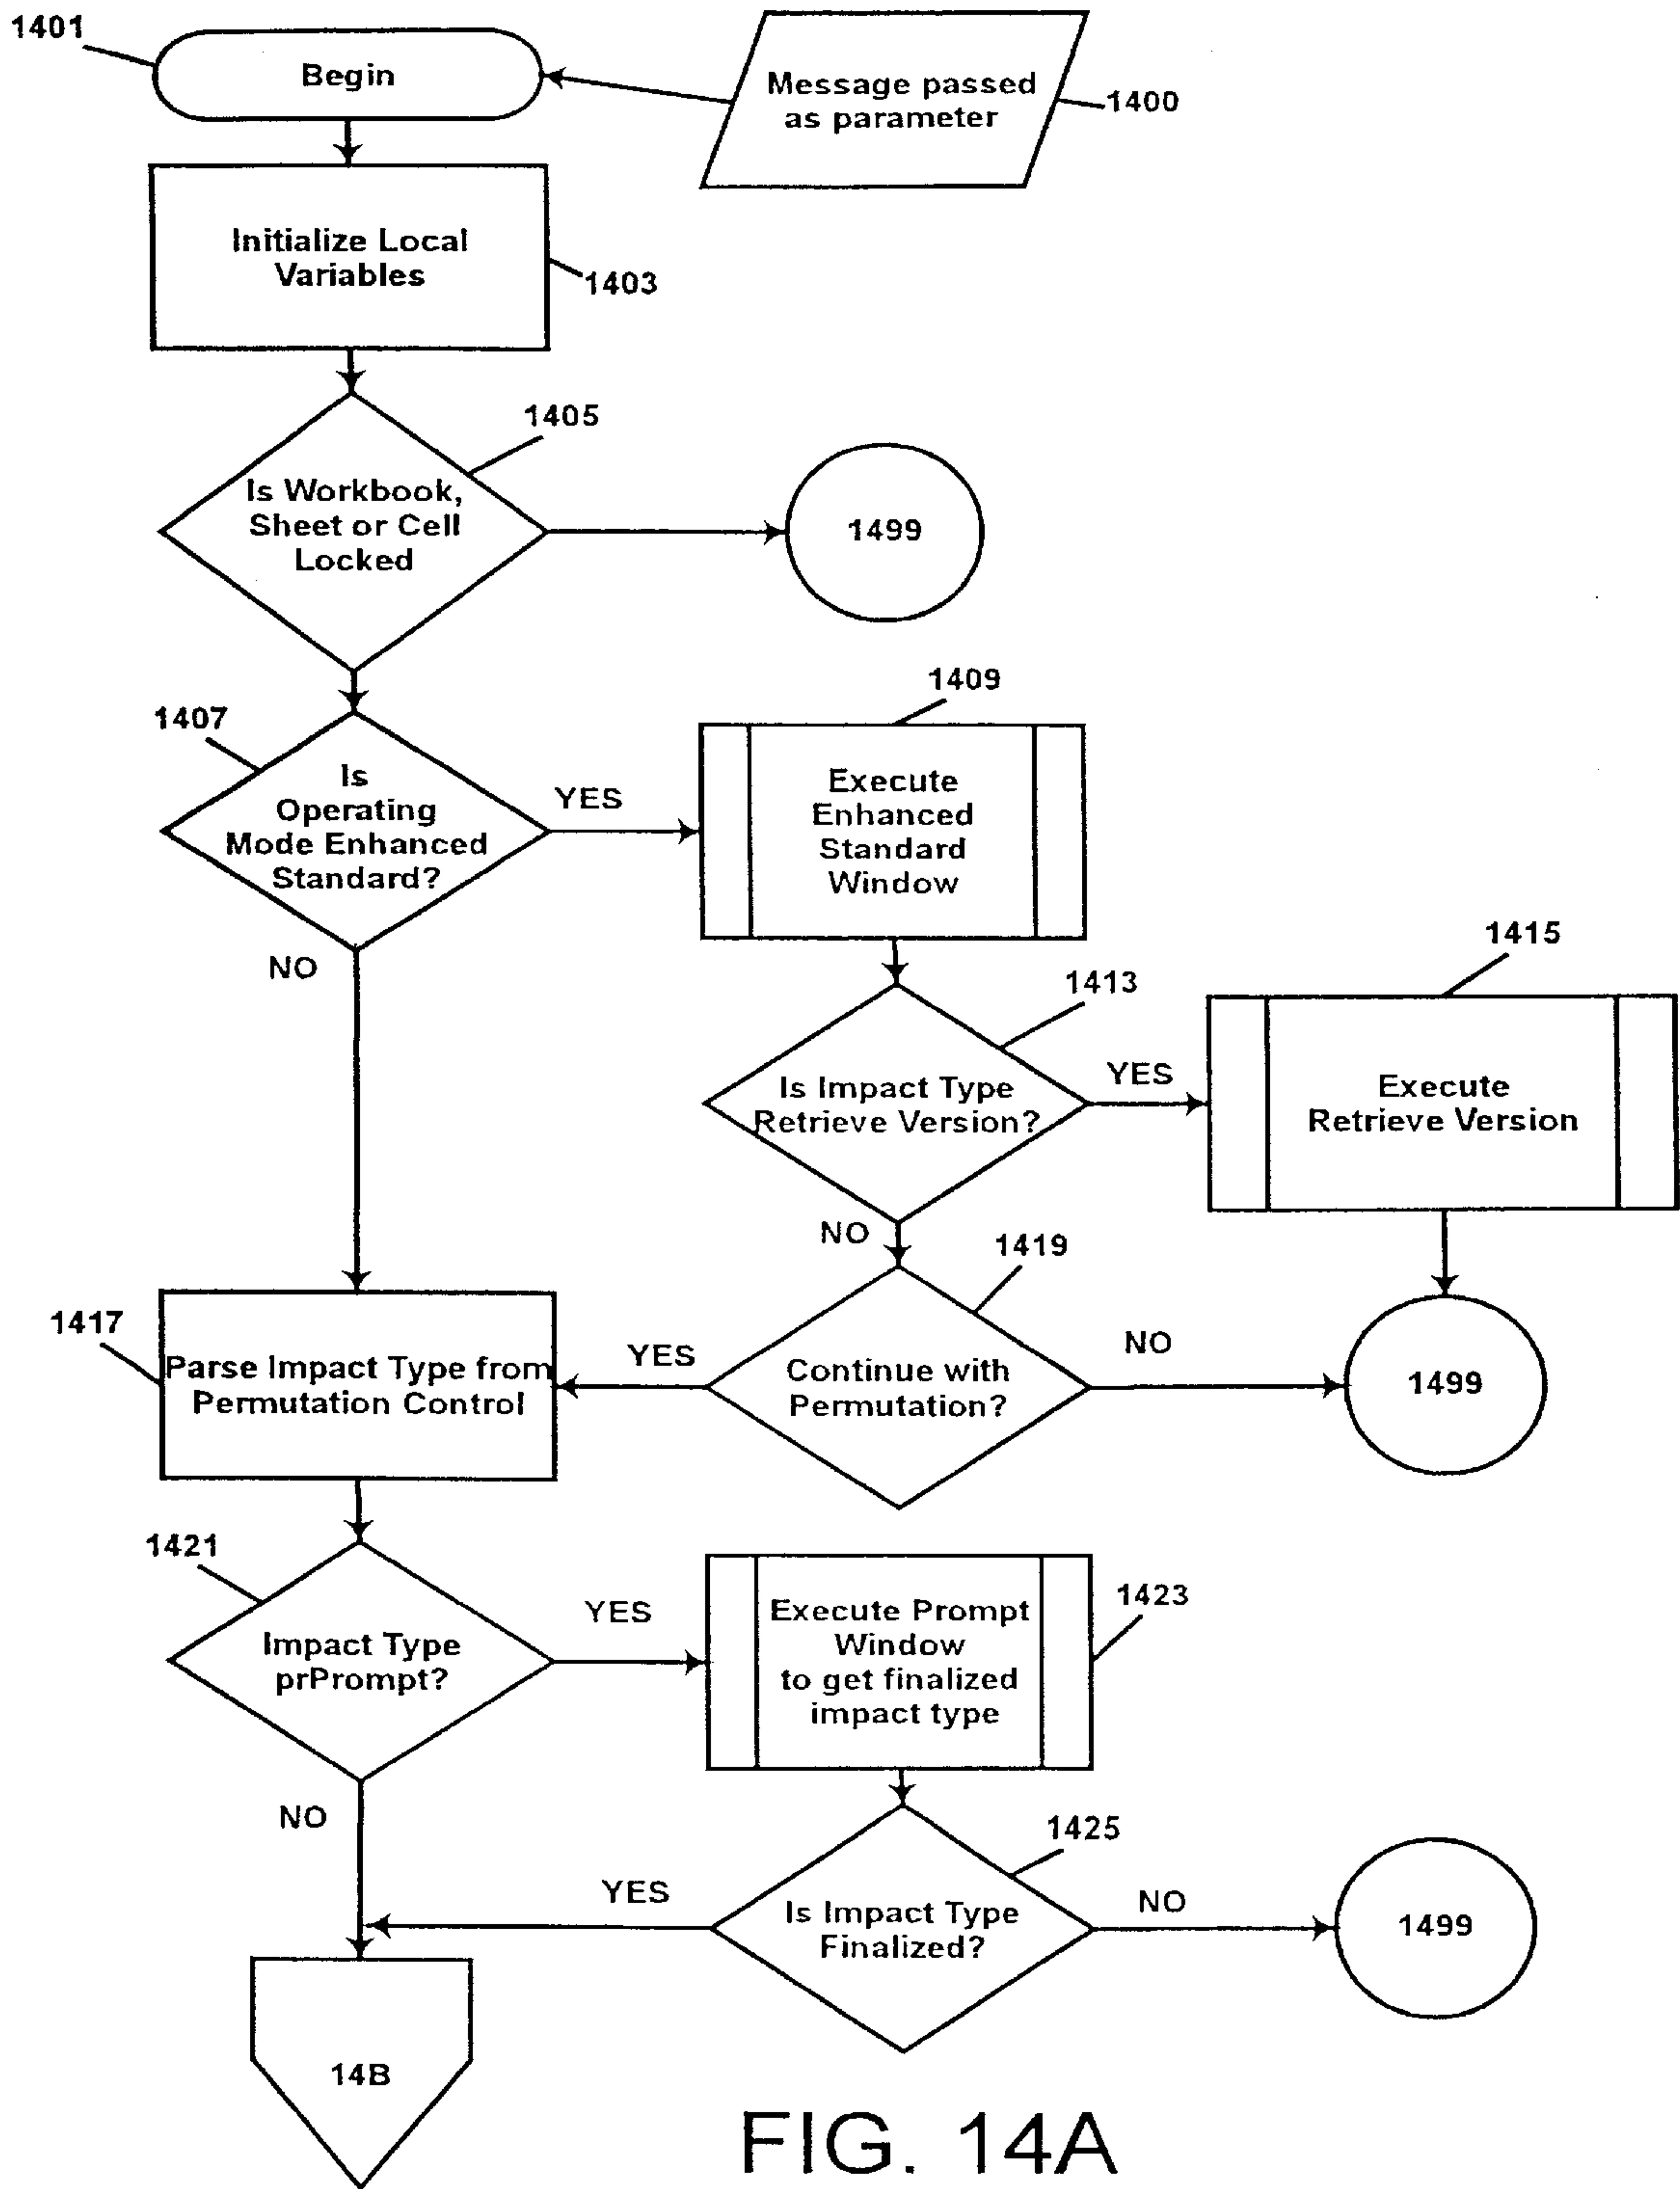 1401
Begin
Message passed
as parameter
1400
Initialize Local
Variables
1403
1405
Is Workbook,
Sheet or Cell
Locked
1499
1407
Is
Operating
Mode Enhanced
Standard?
YES
NO
1409
Execute
Enhanced
Standard
Window
1413
Is Impact Type
Retrieve Version?
YES
NO
1415
Execute
Retrieve Version
1417
Parse Impact Type from
Permutation Control
YES
1419
Continue with
Permutation?
NO
1499
1421
Impact Type
prPrompt?
YES
NO
1423
Execute Prompt
Window
to get finalized
impact type
1425
YES
Is Impact Type
Finalized?
NO
1499
14B
FIG. 14A